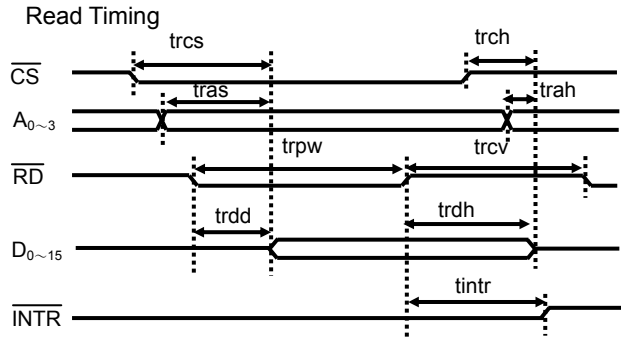 Read Timing
trcs
trch
CS
tras
trah
A0~3
trpw
trcv
RD
trdd
trdh
D0~15
tintr
INTR